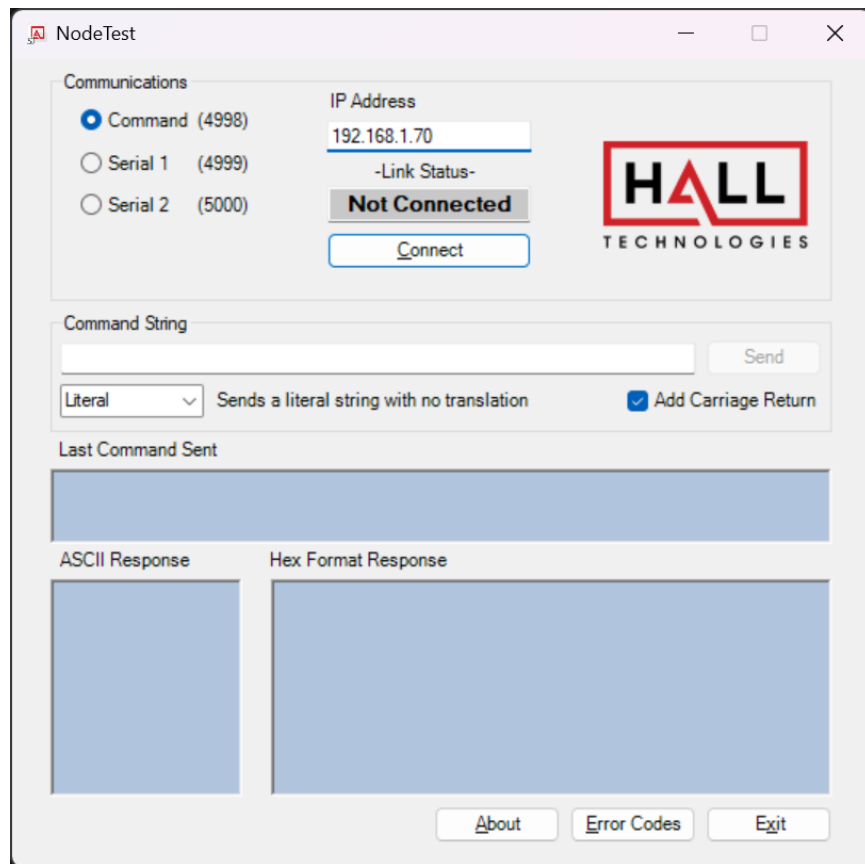 NodeTest
Communications
Command (4998)
Serial 1 (4999)
Serial 2 (5000)
IP Address
192.168.1.70
-Link Status-
Not Connected
Connect
HALL
TECHNOLOGIES
Command String
Send
Literal
Sends a literal string with no translation
Add Carriage Return
Last Command Sent
ASCII Response
Hex Format Response
About
Error Codes
Exit